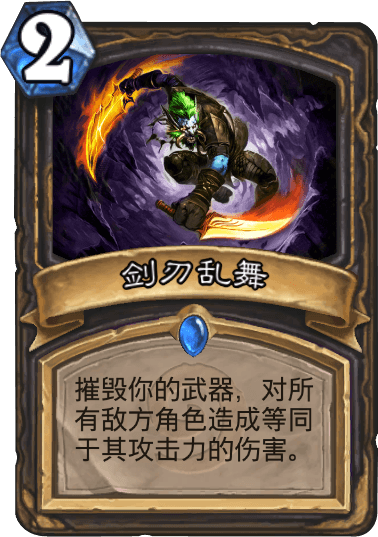 2
剑刃乱舞
摧毁你的武器，对所
有敌方角色造成等同
于其攻击力的伤害。